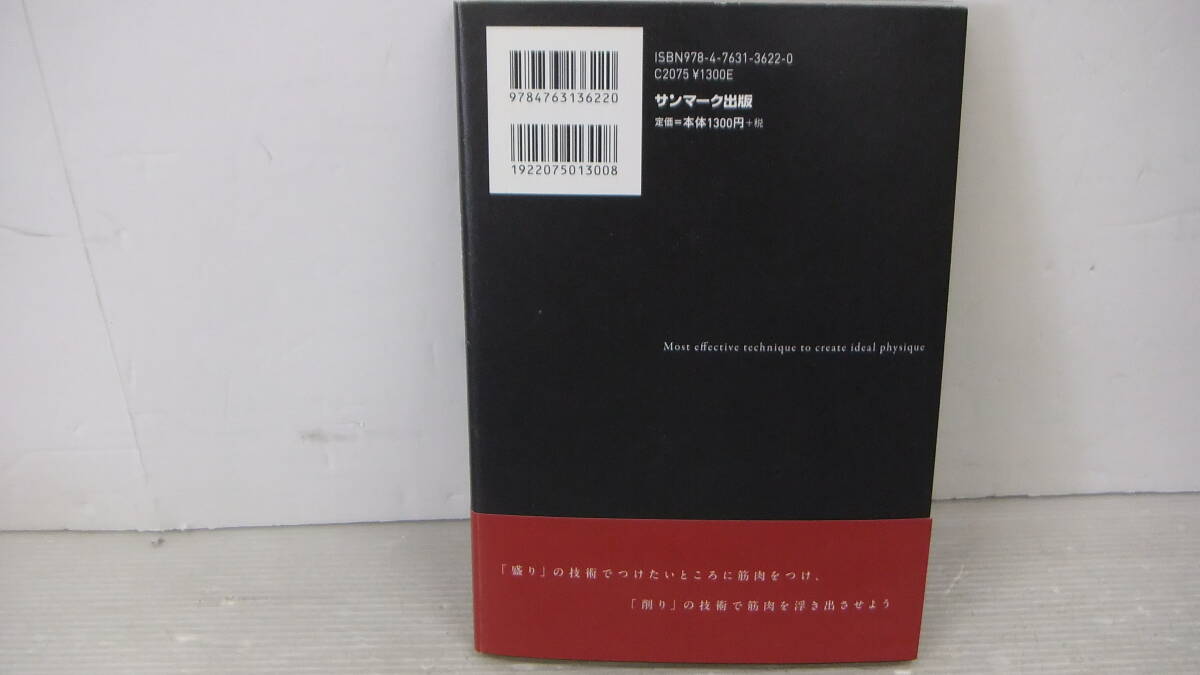 9784763136220
1922075013008
ISBN978-4-7631-3622-0
C2075 ¥1300E
サンマーク出版
定価=本体1300円+税
Most effective technique to create ideal physique
「盛り」の技術でつけたいところに筋肉をつけ、
「削り」の技術で筋肉を浮き出させよう